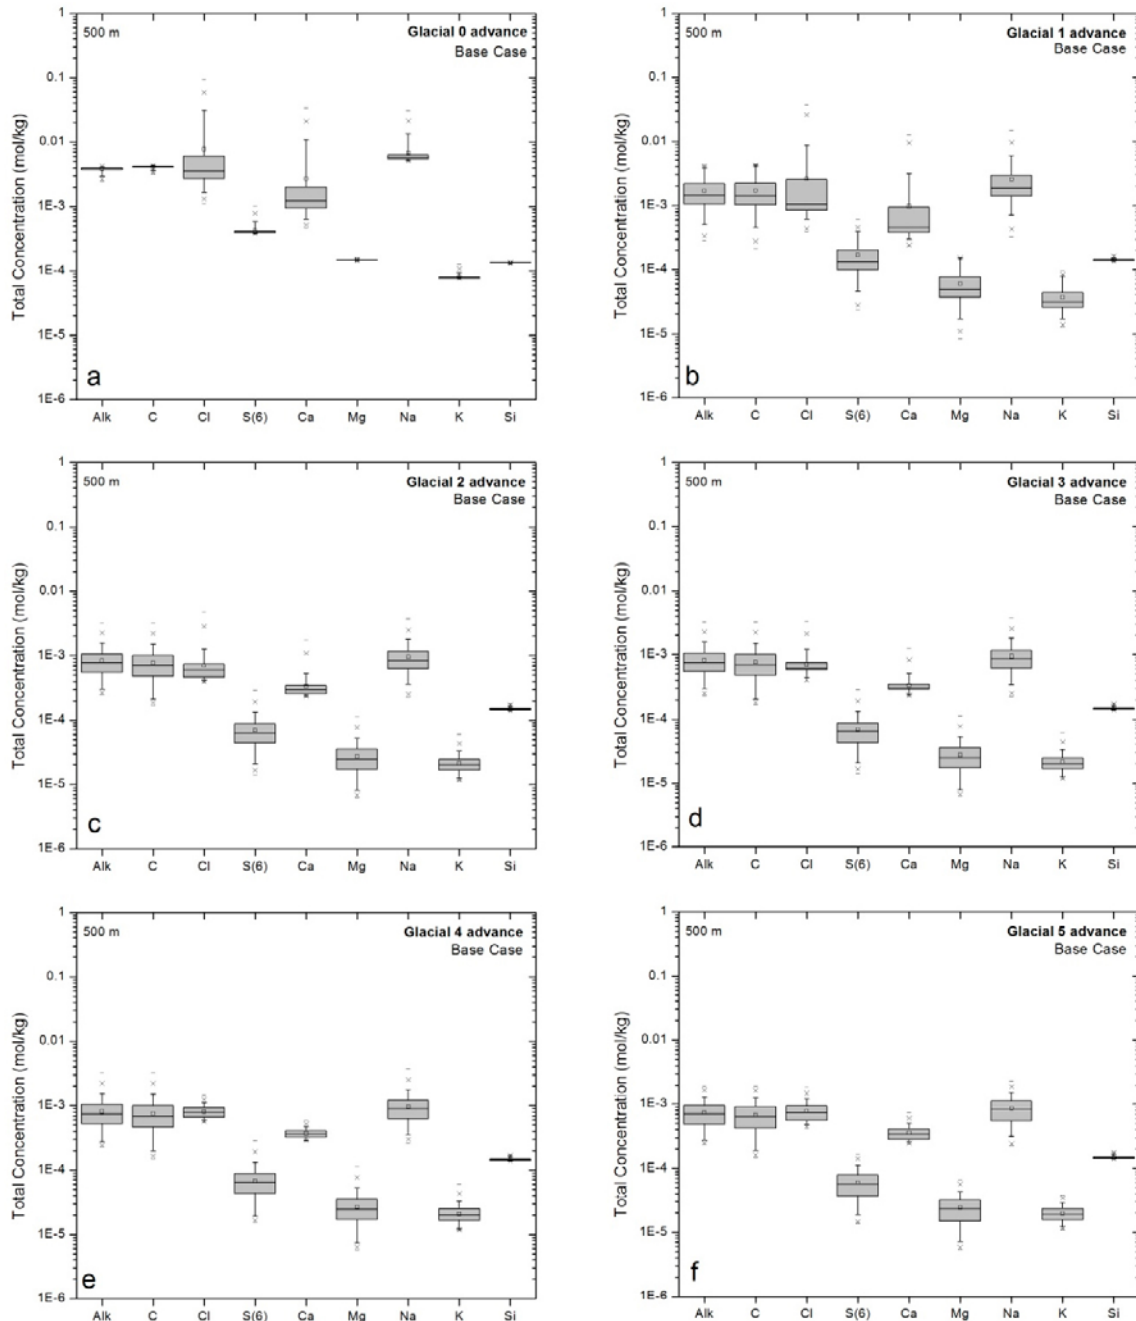 500 m
Glacial 0 advance
Base Case
Total Concentration (mol/kg)
1
0.1
0.01
1E-3
1E-4
1E-5
1E-6
a
Alk C Cl S(6) Ca Mg Na K Si
500 m
Glacial 1 advance
Base Case
Total Concentration (mol/kg)
1
0.1
0.01
1E-3
1E-4
1E-5
1E-6
b
Alk C Cl S(6) Ca Mg Na K Si
500 m
Glacial 2 advance
Base Case
Total Concentration (mol/kg)
1
0.1
0.01
1E-3
1E-4
1E-5
1E-6
c
Alk C Cl S(6) Ca Mg Na K Si
500 m
Glacial 3 advance
Base Case
Total Concentration (mol/kg)
1
0.1
0.01
1E-3
1E-4
1E-5
1E-6
d
Alk C Cl S(6) Ca Mg Na K Si
500 m
Glacial 4 advance
Base Case
Total Concentration (mol/kg)
1
0.1
0.01
1E-3
1E-4
1E-5
1E-6
e
Alk C Cl S(6) Ca Mg Na K Si
500 m
Glacial 5 advance
Base Case
Total Concentration (mol/kg)
1
0.1
0.01
1E-3
1E-4
1E-5
1E-6
f
Alk C Cl S(6) Ca Mg Na K Si